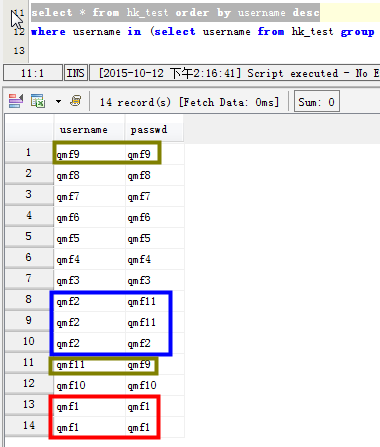 11 select * from hk_test order by username desc
12 where username in (select username from hk_test group
13
11:1 INS [2015-10-12 下午2:16:41] Script executed - No E
14 record(s) [Fetch Data: 0ms] Sum: 0
username passwd
1 qmf9 qmf9
2 qmf8 qmf8
3 qmf7 qmf7
4 qmf6 qmf6
5 qmf5 qmf5
6 qmf4 qmf4
7 qmf3 qmf3
8 qmf2 qmf11
9 qmf2 qmf11
10 qmf2 qmf2
11 qmf11 qmf9
12 qmf10 qmf10
13 qmf1 qmf1
14 qmf1 qmf1